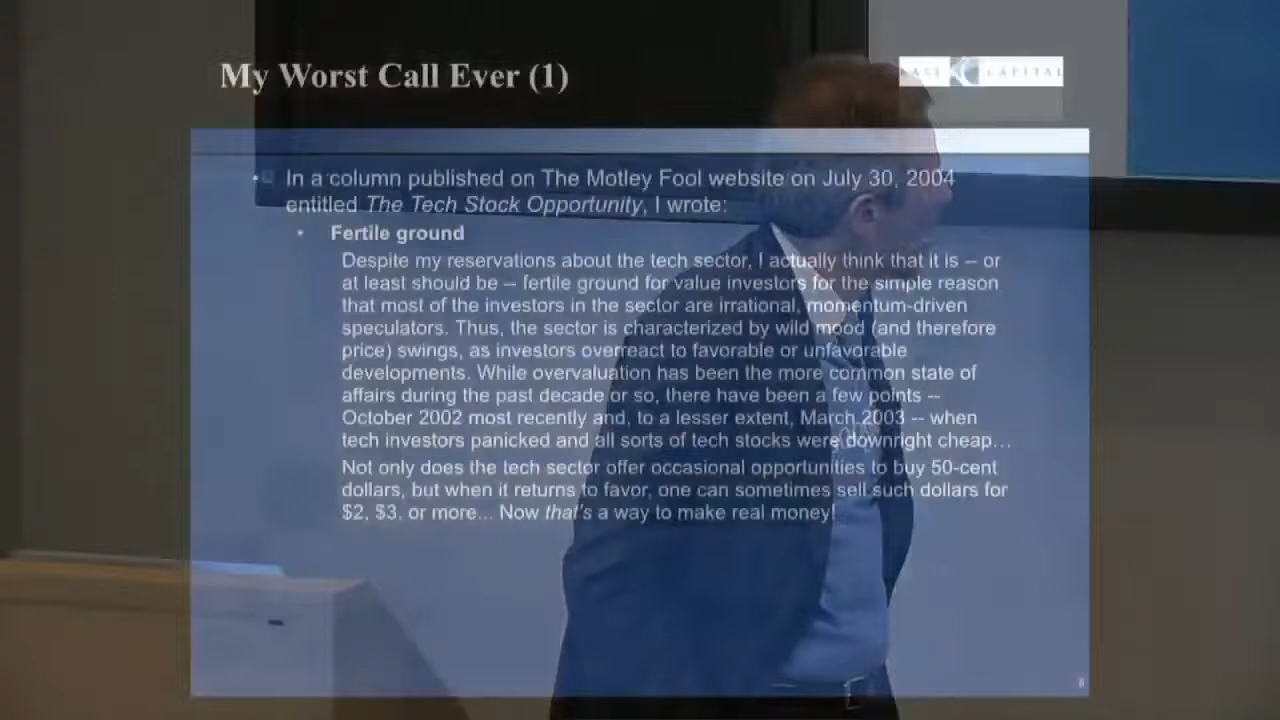 My Worst Call Ever (1)
CAPITAL
• In a column published on The Motley Fool website on July 30, 2004
entitled The Tech Stock Opportunity, I wrote:
• Fertile ground
Despite my reservations about the tech sector, I actually think that it is -- or
at least should be -- fertile ground for value investors for the simple reason
that most of the investors in the sector are irrational, momentum-driven
speculators. Thus, the sector is characterized by wild mood (and therefore
price) swings, as investors overreact to favorable or unfavorable
developments. While overvaluation has been the more common state of
affairs during the past decade or so, there have been a few points --
October 2002 most recently and, to a lesser extent, March 2003 -- when
tech investors panicked and all sorts of tech stocks were downright cheap…
Not only does the tech sector offer occasional opportunities to buy 50-cent
dollars, but when it returns to favor, one can sometimes sell such dollars for
$2, $3, or more... Now that's a way to make real money!